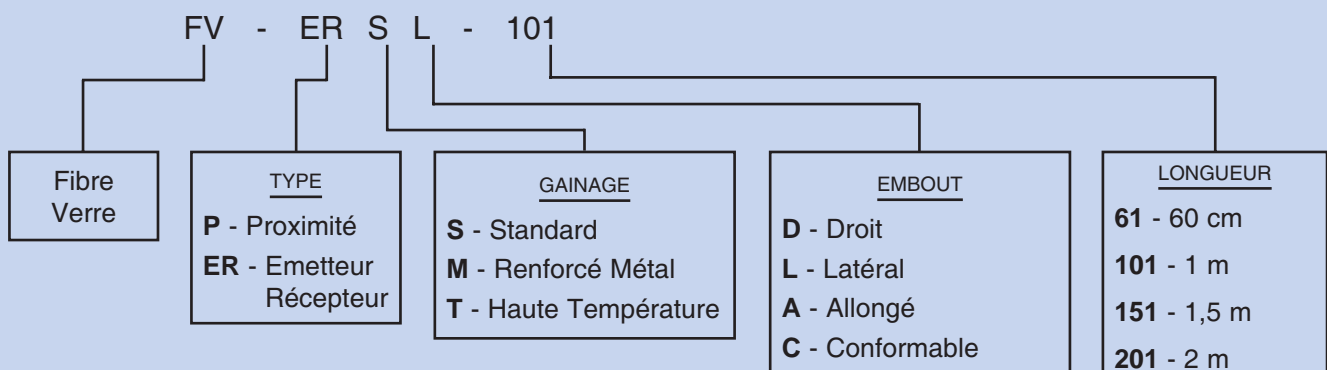 FV - ER S L - 101
Fibre
Verre
TYPE
P - Proximité
ER - Emetteur
Récepteur
GAINAGE
S - Standard
M - Renforcé Métal
T - Haute Température
EMBOUT
D - Droit
L - Latéral
A - Allongé
C - Conformable
LONGUEUR
61 - 60 cm
101 - 1 m
151 - 1,5 m
201 - 2 m